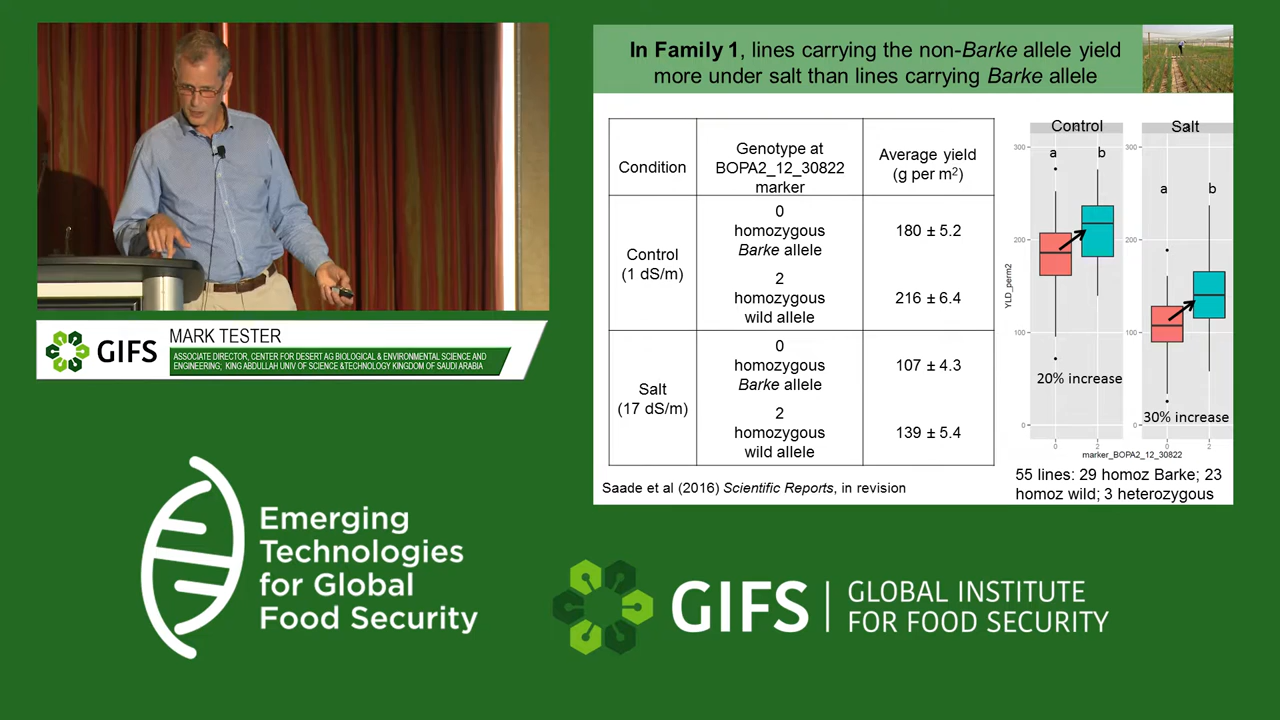 In Family 1, lines carrying the non-Barke allele yield
more under salt than lines carrying Barke allele
Condition
Genotype at
BOPA2_12_30822
marker
Average yield
(g per m2)
Control
(1 dS/m)
0
homozygous
Barke allele
180 ± 5.2
2
homozygous
wild allele
216 ± 6.4
Salt
(17 dS/m)
0
homozygous
Barke allele
107 ± 4.3
2
homozygous
wild allele
139 ± 5.4
Saade et al (2016) Scientific Reports, in revision
Control
Salt
a
b
a
b
300
200
100
0
300
200
100
0
YLD_perm2
20% increase
30% increase
0
2
0
2
marker_BOPA2_12_30822
55 lines: 29 homoz Barke; 23
homoz wild; 3 heterozygous
GIFS
MARK TESTER
ASSOCIATE DIRECTOR, CENTER FOR DESERT AG BIOLOGICAL & ENVIRONMENTAL SCIENCE AND
ENGINEERING; KING ABDULLAH UNIV OF SCIENCE &TECHNOLOGY KINGDOM OF SAUDI ARABIA
Emerging
Technologies
for Global
Food Security
GIFS
GLOBAL INSTITUTE
FOR FOOD SECURITY